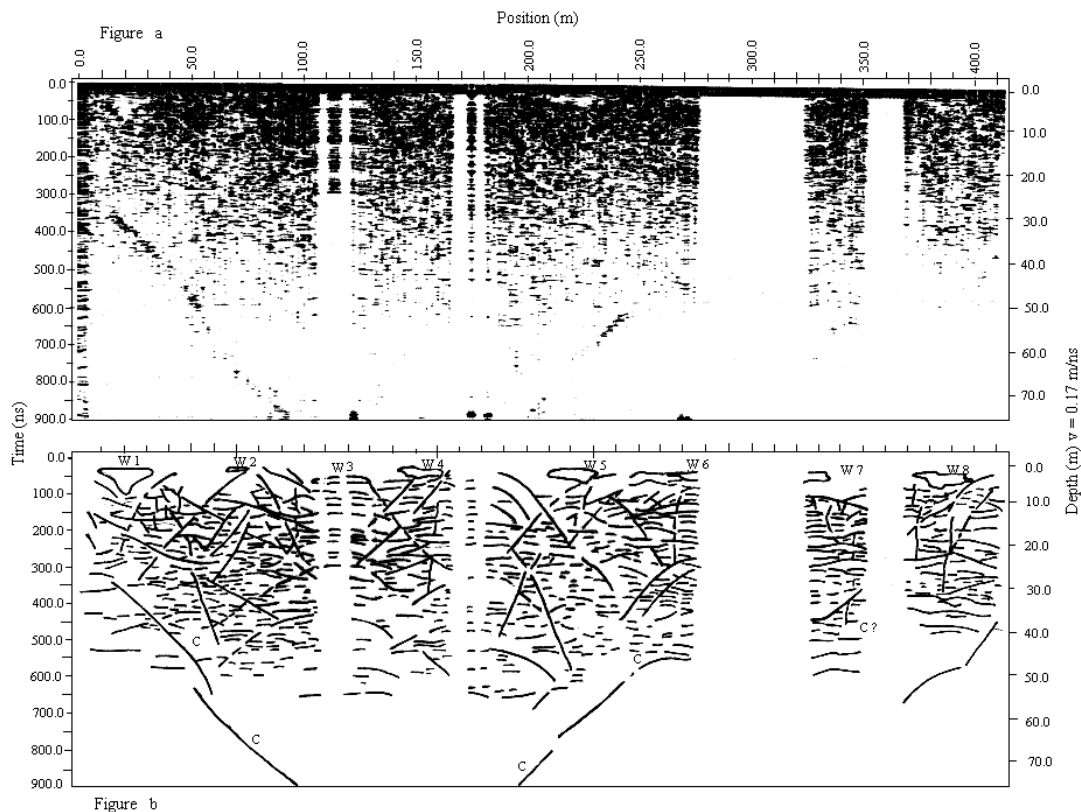 Position (m)
Figure a
0.0 50.0 100.0 150.0 200.0 250.0 300.0 350.0 400.0
0.0 0.0
100.0 10.0
200.0
300.0 20.0
400.0 30.0
500.0 40.0
600.0 50.0
700.0 60.0
800.0 70.0
900.0
Time (ns)
Depth (m) v = 0.17 m/ns
W1 W2 W3 W4 W5 W6 W7 W8
0.0 0.0
100.0 10.0
200.0 20.0
300.0
400.0 30.0
C C ?
500.0 40.0
C
600.0 50.0
700.0 60.0
C
800.0
C 70.0
900.0
Figure b